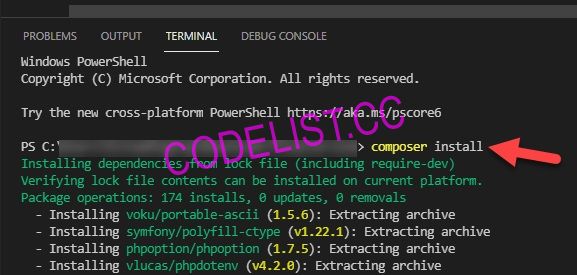 PROBLEMS OUTPUT TERMINAL DEBUG CONSOLE
Windows PowerShell
Copyright (C) Microsoft Corporation. All rights reserved.
Try the new cross-platform PowerShell https://aka.ms/pscore6
PS C:\ > composer install
Installing dependencies from lock file (including require-dev)
Verifying lock file contents can be installed on current platform.
Package operations: 174 installs, 0 updates, 0 removals
- Installing voku/portable-ascii (1.5.6): Extracting archive
- Installing symfony/polyfill-ctype (v1.22.1): Extracting archive
- Installing phpoption/phpoption (1.7.5): Extracting archive
- Installing vlucas/phpdotenv (v4.2.0): Extracting archive
CODELIST.CC